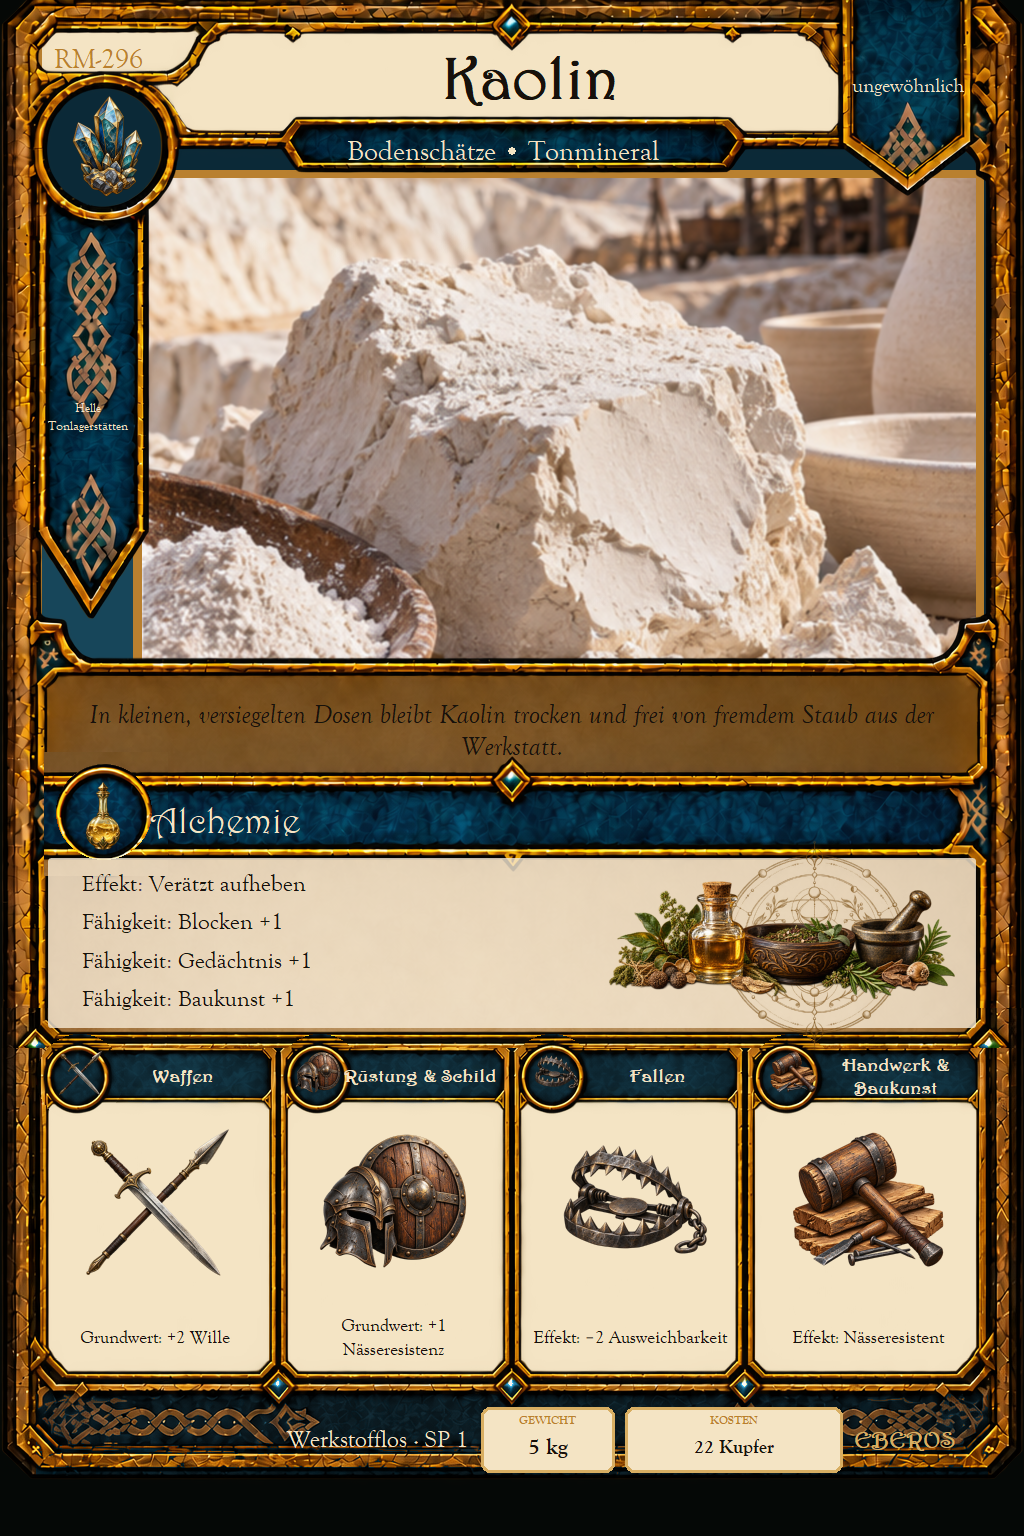 RM-296
Kaolin
ungewöhnlich
Bodenschätze • Tonmineral
Helle
Tonlagerstätten
In kleinen, versiegelten Dosen bleibt Kaolin trocken und frei von fremdem Staub aus der
Werkstatt.
Alchemie
Effekt: Verätzt aufheben
Fähigkeit: Blocken +1
Fähigkeit: Gedächtnis +1
Fähigkeit: Baukunst +1
Waffen
Grundwert: +2 Wille
Rüstung & Schild
Grundwert: +1
Nässeresistenz
Fallen
Effekt: −2 Ausweichbarkeit
Handwerk &
Baukunst
Effekt: Nässeresistent
Werkstofflos · SP 1
GEWICHT
5 kg
KOSTEN
22 Kupfer
EBEROS